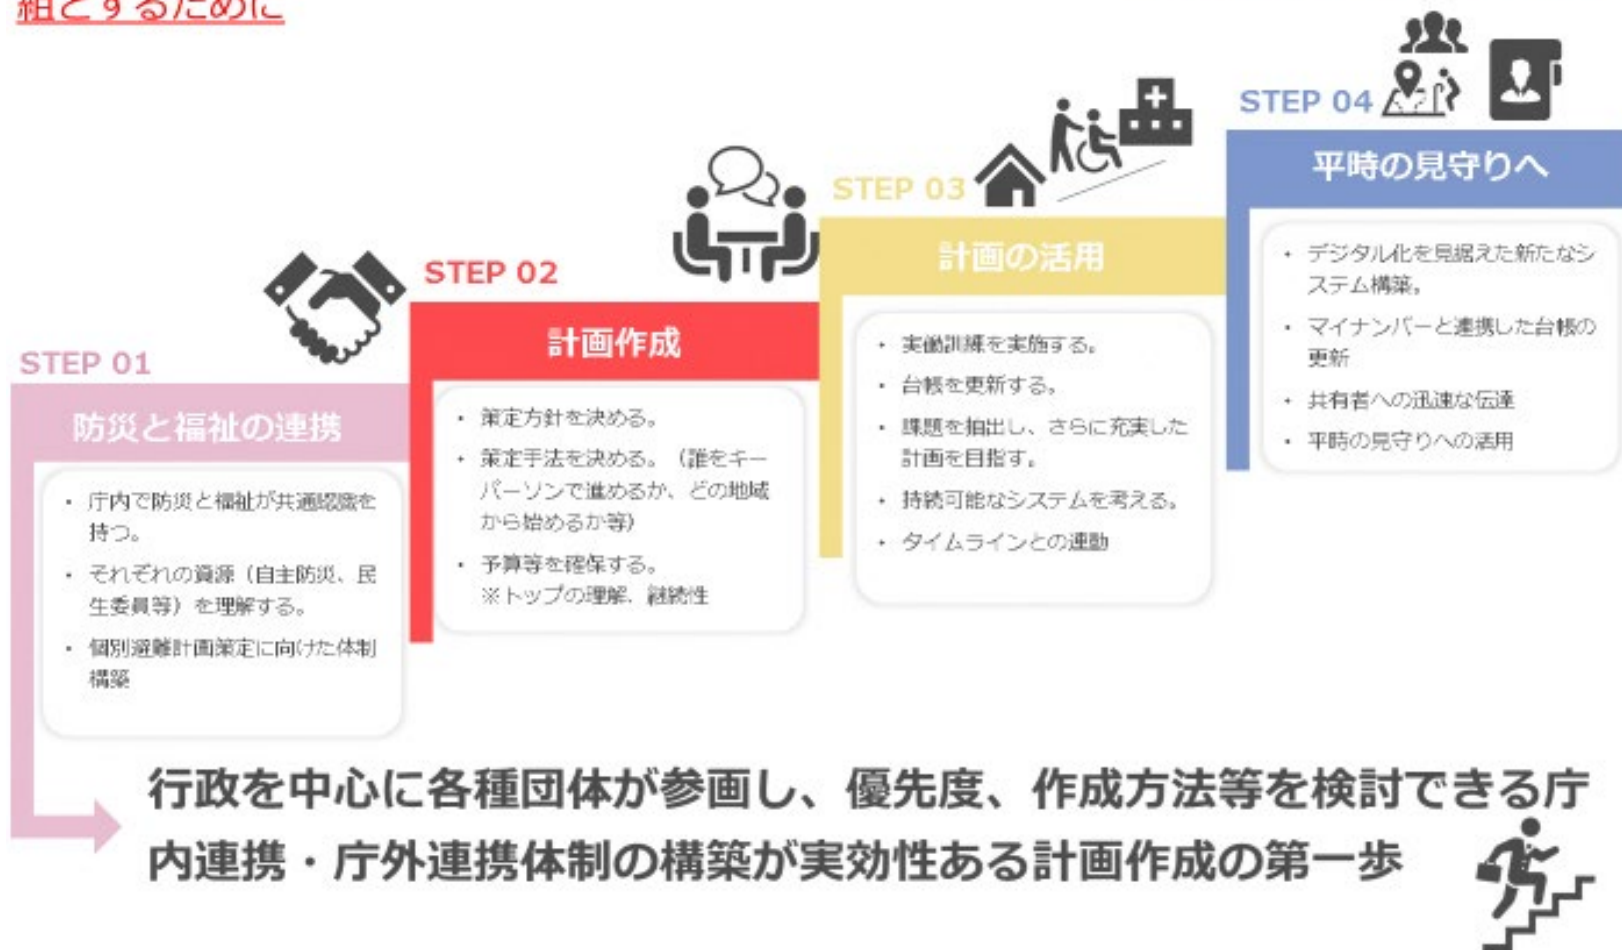 組とするために
STEP 01
防災と福祉の連携
・ 庁内で防災と福祉が共通認識を
持つ。
・ それぞれの資源（自主防災、民
生委員等）を理解する。
・ 個別避難計画策定に向けた体制
構築
STEP 02
計画作成
・ 策定方針を決める。
・ 策定手法を決める。（誰をキー
パーソンで進めるか、どの地域
から始めるか等）
・ 予算等を確保する。
※トップの理解、継続性
STEP 03
計画の活用
・ 実働訓練を実施する。
・ 台帳を更新する。
・ 課題を抽出し、さらに充実した
計画を目指す。
・ 持続可能なシステムを考える。
・ タイムラインとの連動
STEP 04
平時の見守りへ
・ デジタル化を見据えた新たなシ
ステム構築。
・ マイナンバーと連携した台帳の
更新
・ 共有者への迅速な伝達
・ 平時の見守りへの活用
行政を中心に各種団体が参画し、優先度、作成方法等を検討できる庁
内連携・庁外連携体制の構築が実効性ある計画作成の第一歩